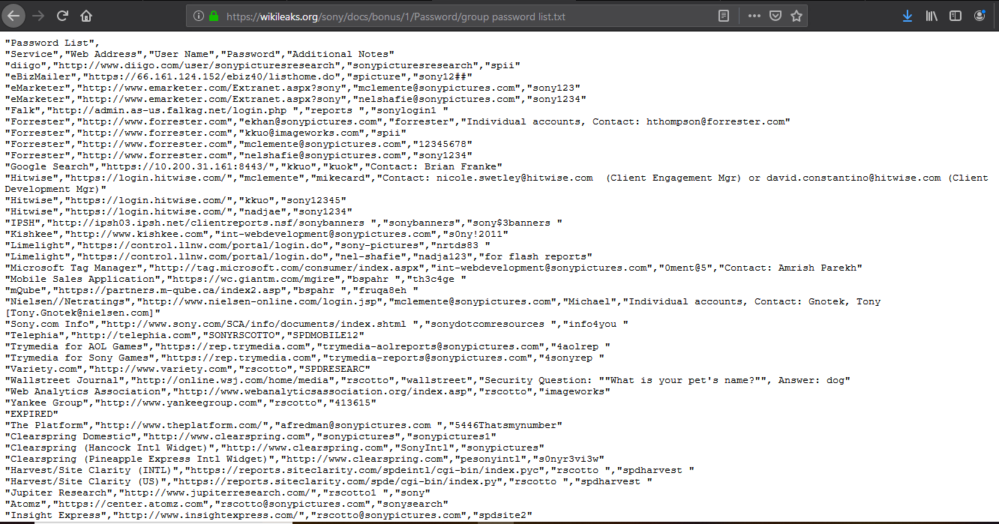 https://wikileaks.org/sony/docs/bonus/1/Password/group password list.txt
"Password List",
"Service","Web Address","User Name","Password","Additional Notes"
"diigo","http://www.diigo.com/user/sonypicturesresearch","sonypicturesresearch","spii"
"eBizMailer","https://66.161.124.152/ebiz40/listhome.do","spicture","sony12##"
"eMarketer","http://www.emarketer.com/Extranet.aspx?sony","mclemente@sonypictures.com","sony123"
"eMarketer","http://www.emarketer.com/Extranet.aspx?sony","nelshafie@sonypictures.com","sony1234"
"Falk","http://admin.as-us.falkag.net/login.php ","reports ","sonylogin1 "
"Forrester","http://www.forrester.com","ekhan@sonypictures.com","forrester","Individual accounts, Contact: hthompson@forrester.com"
"Forrester","http://www.forrester.com","kkuo@imageworks.com","spii"
"Forrester","http://www.forrester.com","mclemente@sonypictures.com","12345678"
"Forrester","http://www.forrester.com","nelshafie@sonypictures.com","sony1234"
"Google Search","https://10.200.31.161:8443/","kkuo","kuok","Contact: Brian Franke"
"Hitwise","https://login.hitwise.com/","mclemente","mikecard","Contact: nicole.swetley@hitwise.com  (Client Engagement Mgr) or david.constantino@hitwise.com (Client
Development Mgr)"
"Hitwise","https://login.hitwise.com/","kkuo","sony12345"
"Hitwise","https://login.hitwise.com/","nadjae","sony1234"
"IPSH","http://ipsh03.ipsh.net/clientreports.nsf/sonybanners ","sonybanners","sony$3banners "
"Kishkee","http://www.kishkee.com","int-webdevelopment@sonypictures.com","s0ny!2011"
"Limelight","https://control.llnw.com/portal/login.do","sony-pictures","nrtds83 "
"Limelight","https://control.llnw.com/portal/login.do","nel-shafie","nadja123","for flash reports"
"Microsoft Tag Manager","http://tag.microsoft.com/consumer/index.aspx","int-webdevelopment@sonypictures.com","0ment@5","Contact: Amrish Parekh"
"Mobile Sales Application","https://wc.giantm.com/mgire","bspahr ","th3c4ge "
"mQube","https://partners.m-qube.ca/index2.asp","bspahr ","fruqa8eh "
"Nielsen//Netratings","http://www.nielsen-online.com/login.jsp","mclemente@sonypictures.com","Michael","Individual accounts, Contact: Gnotek, Tony
[Tony.Gnotek@nielsen.com]"
"Sony.com Info","http://www.sony.com/SCA/info/documents/index.shtml ","sonydotcomresources ","info4you "
"Telephia","http://telephia.com","SONYRSCOTTO","SPDMOBILE12"
"Trymedia for AOL Games","https://rep.trymedia.com","trymedia-aolreports@sonypictures.com","4aolrep "
"Trymedia for Sony Games","https://rep.trymedia.com","trymedia-reports@sonypictures.com","4sonyrep "
"Variety.com","http://www.variety.com","rscotto","SPDRESEARC"
"Wallstreet Journal","http://online.wsj.com/home/media","rscotto","wallstreet","Security Question: ""What is your pet's name?"", Answer: dog"
"Web Analytics Association","http://www.webanalyticsassociation.org/index.asp","rscotto","imageworks"
"Yankee Group","http://www.yankeegroup.com","rscotto","413615"
"EXPIRED"
"The Platform","http://www.theplatform.com/","afredman@sonypictures.com ","5446Thatsmynumber"
"Clearspring Domestic","http://www.clearspring.com","sonypictures","sonypictures1"
"Clearspring (Hancock Intl Widget)","http://www.clearspring.com","SonyIntl","sonypictures"
"Clearspring (Pineapple Express Intl Widget)","http://www.clearspring.com","pesonyintl","s0nyr3vi3w"
"Harvest/Site Clarity (INTL)","https://reports.siteclarity.com/spdeintl/cgi-bin/index.pyc","rscotto ","spdharvest "
"Harvest/Site Clarity (US)","https://reports.siteclarity.com/spde/cgi-bin/index.py","rscotto ","spdharvest "
"Jupiter Research","http://www.jupiterresearch.com/","rscotto1 ","sony"
"Atomz","https://center.atomz.com","rscotto@sonypictures.com","sonysearch"
"Insight Express","http://www.insightexpress.com/","rscotto@sonypictures.com","spdsite2"